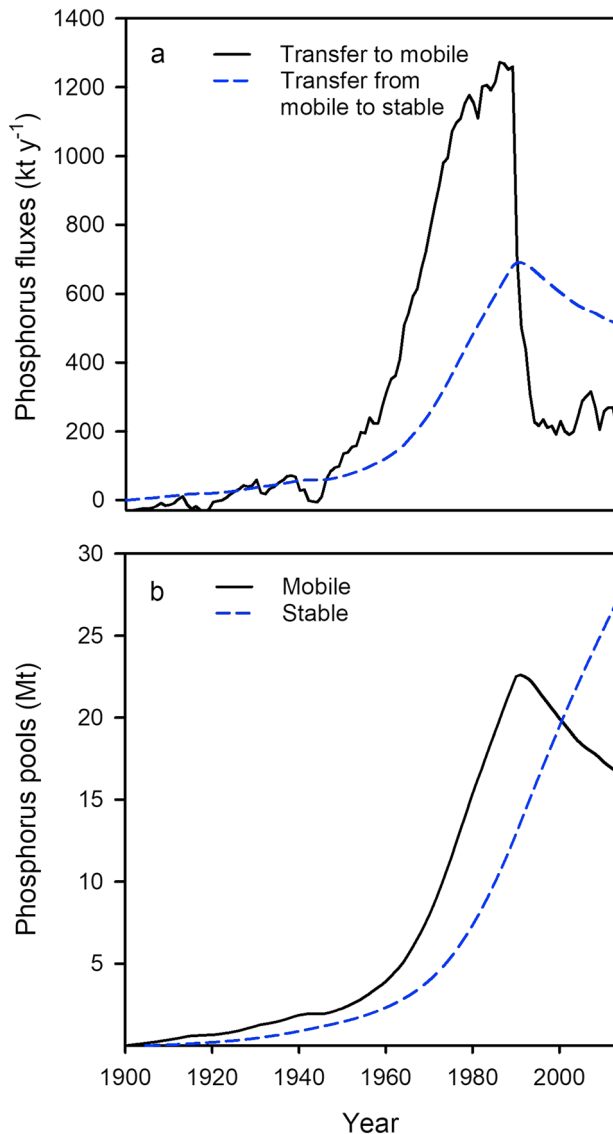 a
Transfer to mobile
Transfer from
mobile to stable
1400
1200
1000
800
600
400
200
0
Phosphorus fluxes (kt y⁻¹)
b
Mobile
Stable
30
25
20
15
10
5
Phosphorus pools (Mt)
1900 1920 1940 1960 1980 2000
Year